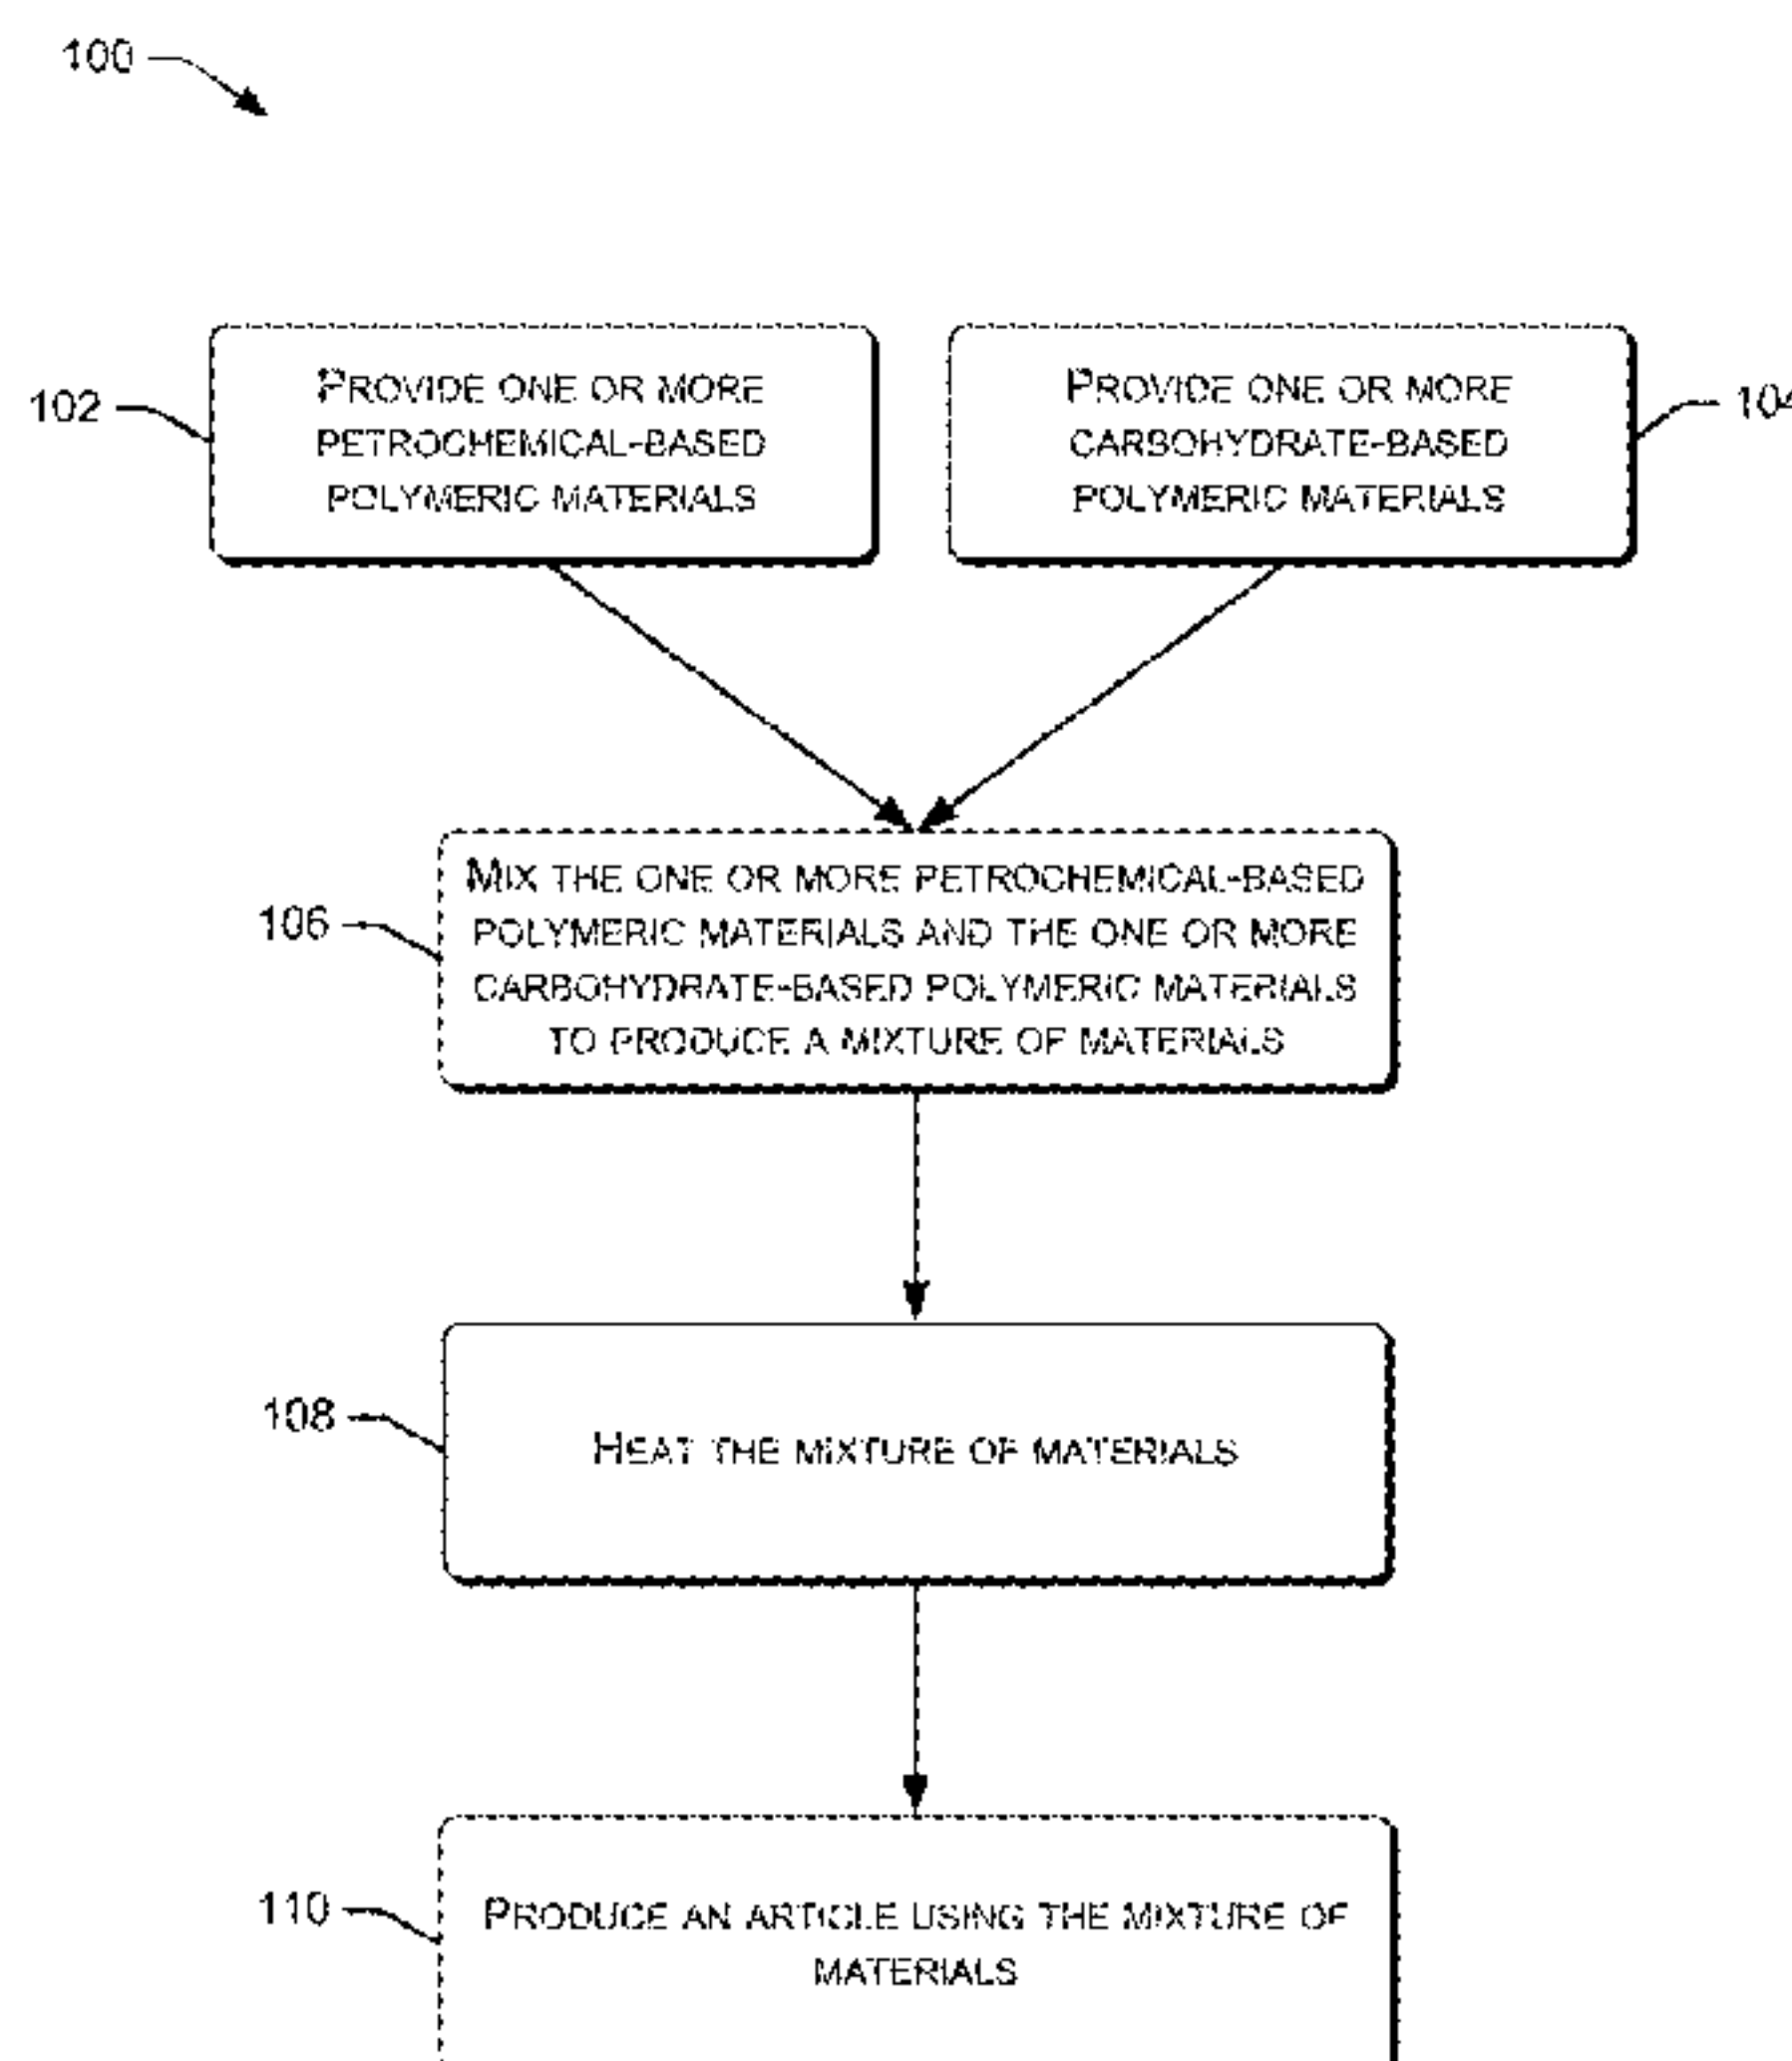 100
PROVIDE ONE OR MORE
PETROCHEMICAL-BASED
POLYMERIC MATERIALS
102
PROVIDE ONE OR MORE
CARBOHYDRATE-BASED
POLYMERIC MATERIALS
104
MIX THE ONE OR MORE PETROCHEMICAL-BASED
POLYMERIC MATERIALS AND THE ONE OR MORE
CARBOHYDRATE-BASED POLYMERIC MATERIALS
TO PRODUCE A MIXTURE OF MATERIALS
106
HEAT THE MIXTURE OF MATERIALS
108
PRODUCE AN ARTICLE USING THE MIXTURE OF
MATERIALS
110